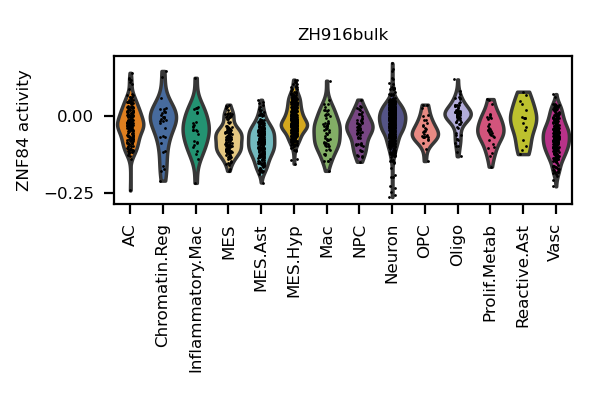 ZH916bulk
ZNF84 activity
0.00
−0.25
AC
Chromatin.Reg
Inflammatory.Mac
MES
MES.Ast
MES.Hyp
Mac
NPC
Neuron
OPC
Oligo
Prolif.Metab
Reactive.Ast
Vasc